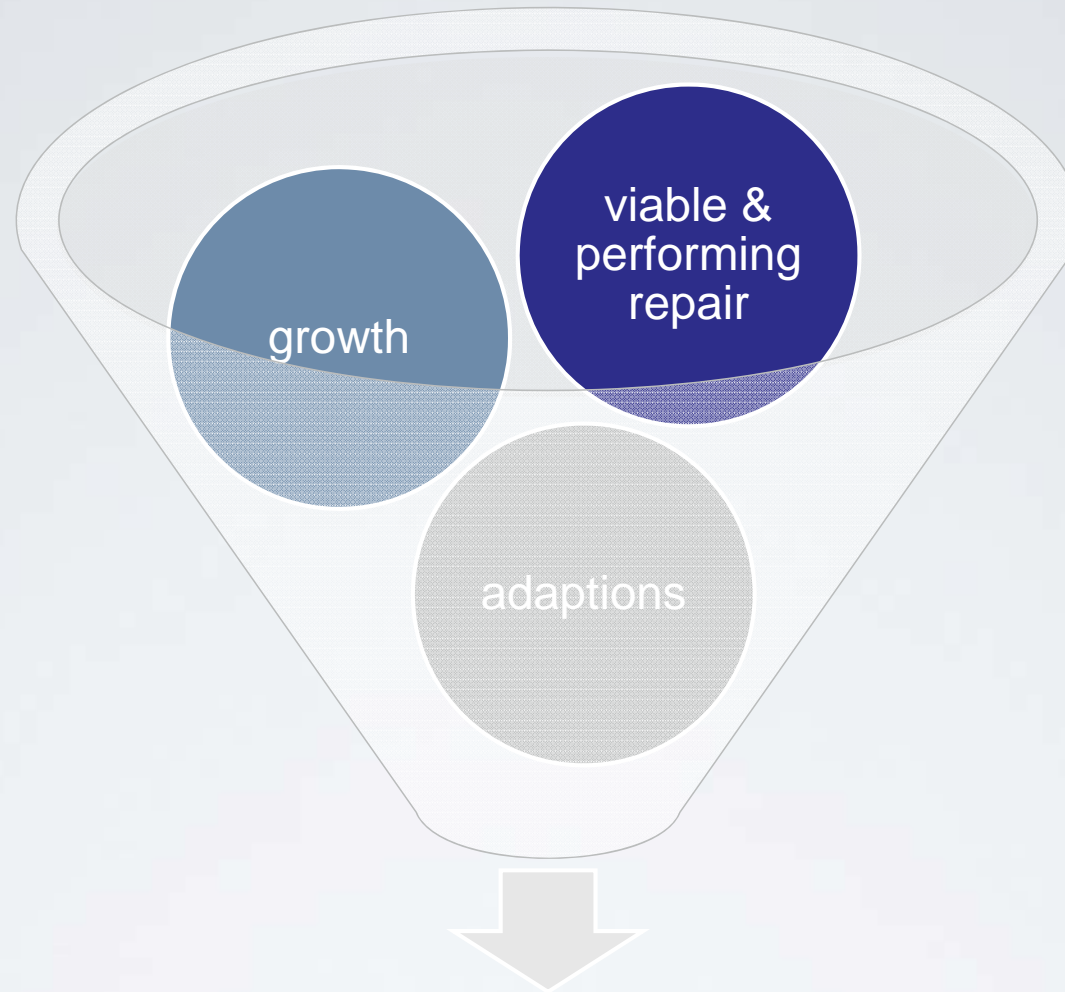 viable &
performing
repair
growth
adaptions